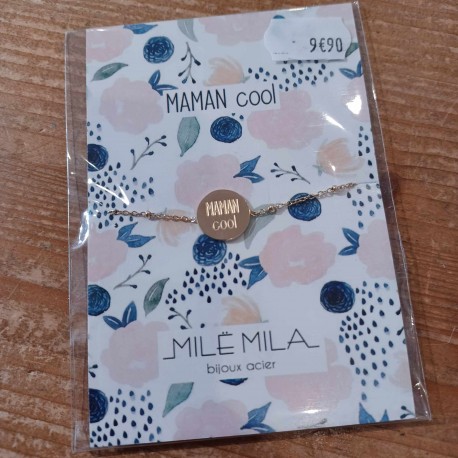 9€90
MAMAN cool
MAMAN
cool
MILË MILA
bijoux acier